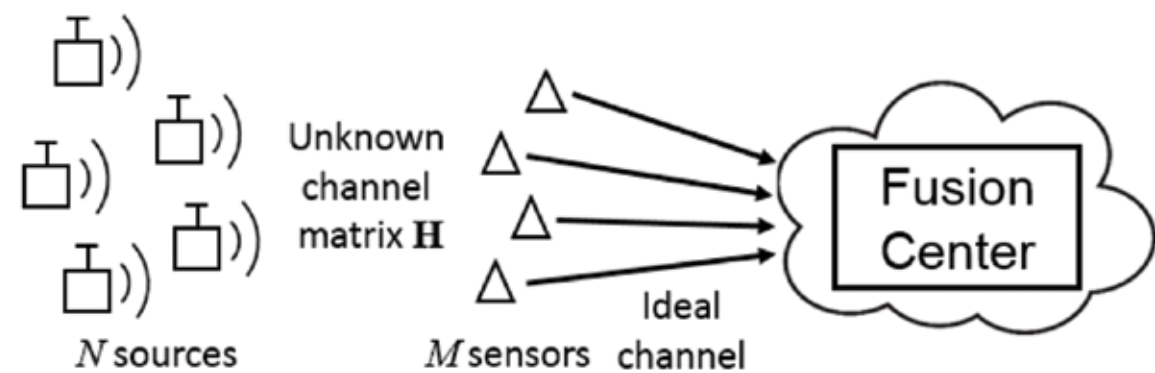 Unknown
channel
matrix H
N sources
M sensors
Ideal
channel
Fusion
Center